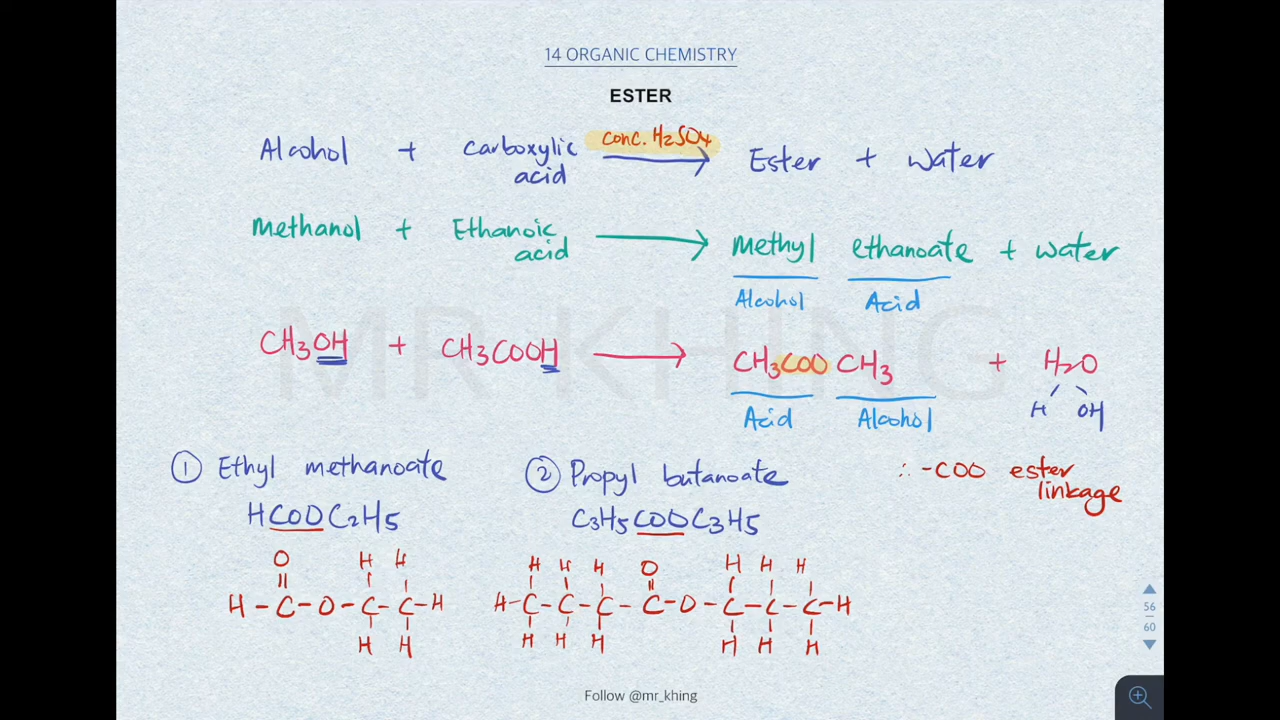 14 ORGANIC CHEMISTRY
ESTER
Alcohol + carboxylic acid conc. H2SO4 → Ester + Water
Methanol + Ethanoic acid → methyl ethanoate + water
Alcohol Acid
CH3OH + CH3COOH → CH3COOCH3 + H2O
Acid Alcohol H OH
① Ethyl methanoate ② Propyl butanoate ∴ -COO ester linkage
HCOOC2H5 C3H5COOC3H5
O H H H H H O H H H
H-C-O-C-C-H H-C-C-C-C-O-C-C-C-H
H H H H H H H H
MR KHNG
56
60
Follow @mr_khing